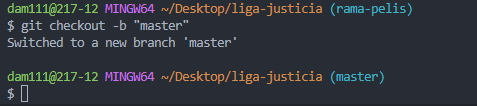 dam111@217-12 MINGW64 ~/Desktop/liga-justicia (rama-pelis)
$ git checkout -b "master"
Switched to a new branch 'master'
dam111@217-12 MINGW64 ~/Desktop/liga-justicia (master)
$